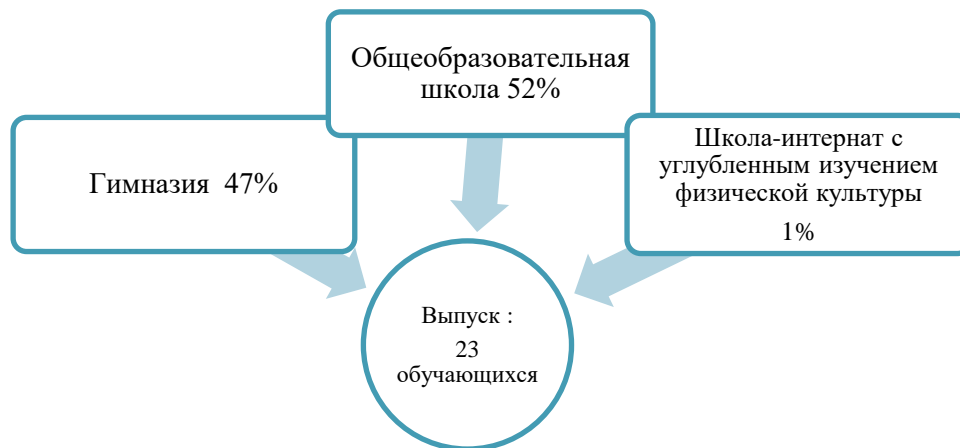 Общеобразовательная
школа 52%
Гимназия 47%
Школа-интернат с
углубленным изучением
физической культуры
1%
Выпуск :
23
обучающихся